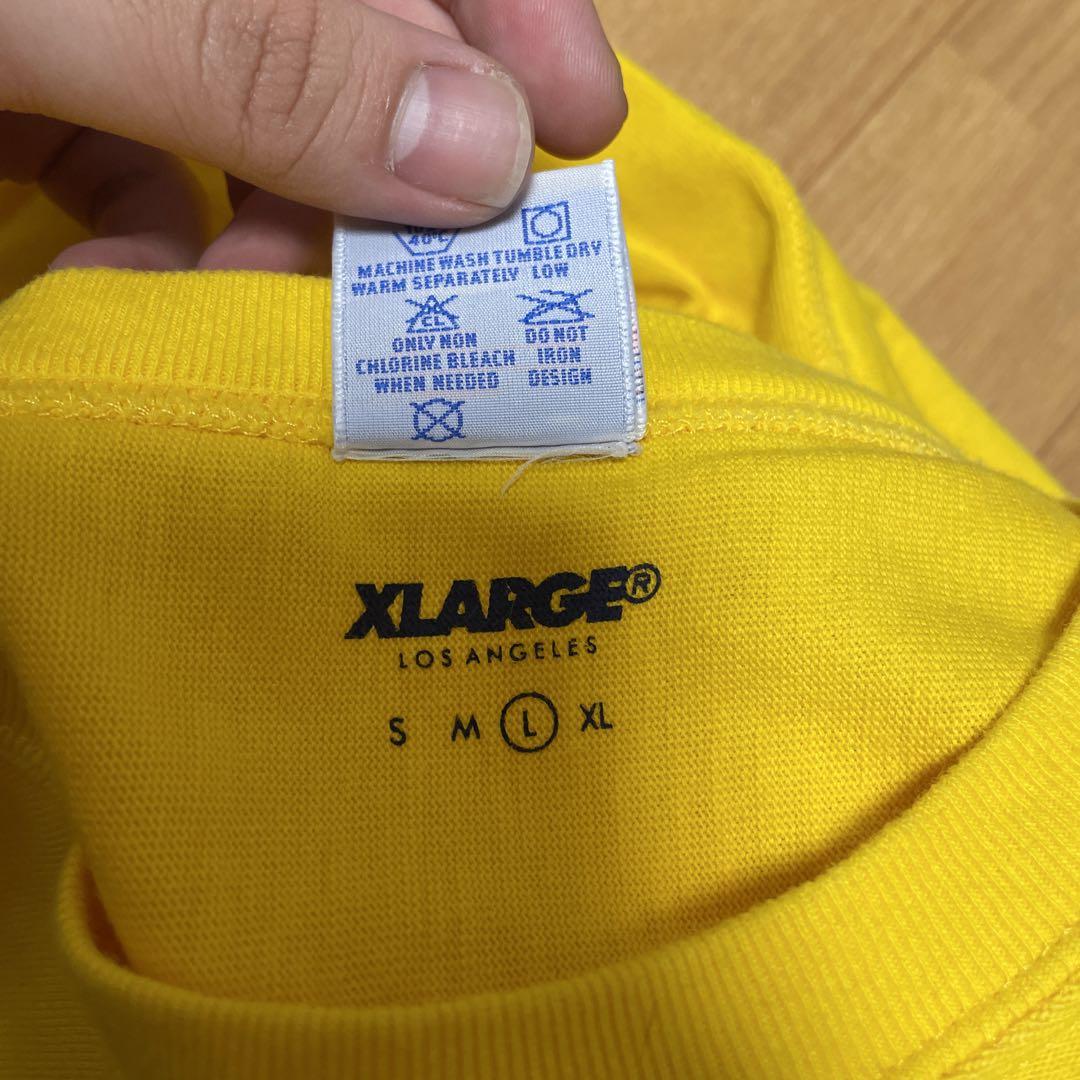 40°C
MACHINE WASH TUMBLE DRY
WARM SEPARATELY LOW
A
CL
ONLY NON DO NOT
CHLORINE BLEACH IRON
WHEN NEEDED DESIGN
XLARGE®
LOS ANGELES
S M L XL